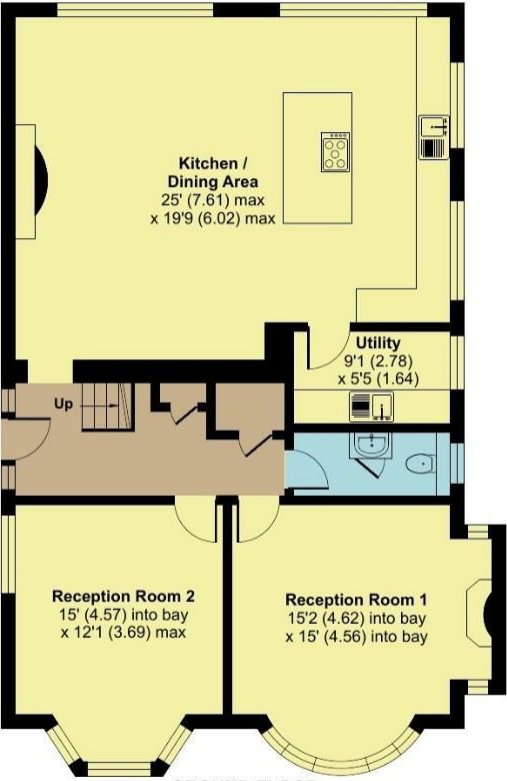 Kitchen /
Dining Area
25' (7.61) max
x 19'9 (6.02) max
Utility
9'1 (2.78)
x 5'5 (1.64)
Up
Reception Room 2
15' (4.57) into bay
x 12'1 (3.69) max
Reception Room 1
15'2 (4.62) into bay
x 15' (4.56) into bay